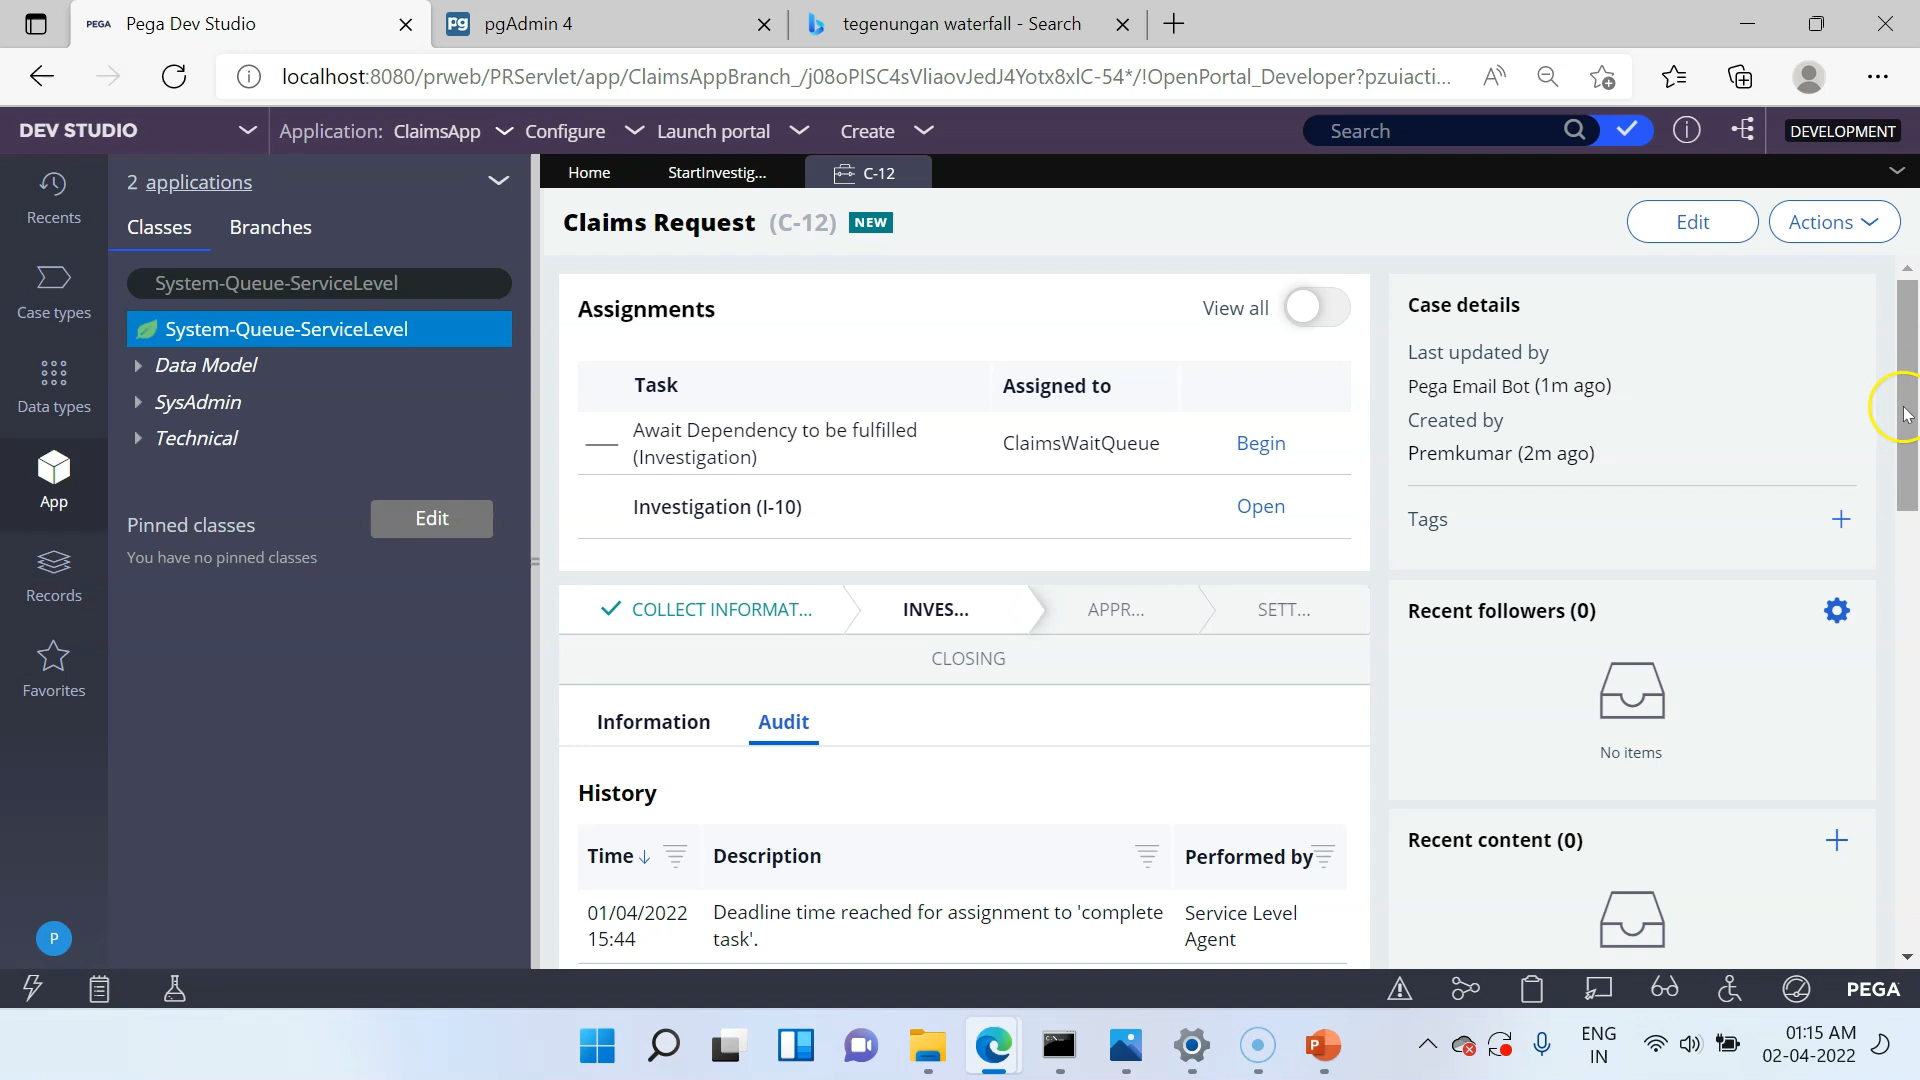 PEGA Pega Dev Studio
pgAdmin 4
tegenungan waterfall - Search
localhost:8080/prweb/PRServlet/app/ClaimsAppBranch_/j08oPISC4sVliaovJedJ4Yotx8xlC-54*/!OpenPortal_Developer?pzuiacti...
DEV STUDIO
Application: ClaimsApp
Configure
Launch portal
Create
Search
DEVELOPMENT
Recents
Case types
Data types
App
Records
Favorites
P
2 applications
Classes
Branches
System-Queue-ServiceLevel
System-Queue-ServiceLevel
Data Model
SysAdmin
Technical
Pinned classes
Edit
You have no pinned classes
Home
StartInvestig...
C-12
Claims Request (C-12) NEW
Edit
Actions
Assignments
View all
Task
Assigned to
Await Dependency to be fulfilled
(Investigation)
ClaimsWaitQueue
Begin
Investigation (I-10)
Open
COLLECT INFORMAT...
INVES...
APPR...
SETT...
CLOSING
Information
Audit
History
Time
Description
Performed by
01/04/2022
15:44
Deadline time reached for assignment to 'complete
task'.
Service Level
Agent
Case details
Last updated by
Pega Email Bot (1m ago)
Created by
Premkumar (2m ago)
Tags
Recent followers (0)
No items
Recent content (0)
PEGA
ENG
IN
01:15 AM
02-04-2022